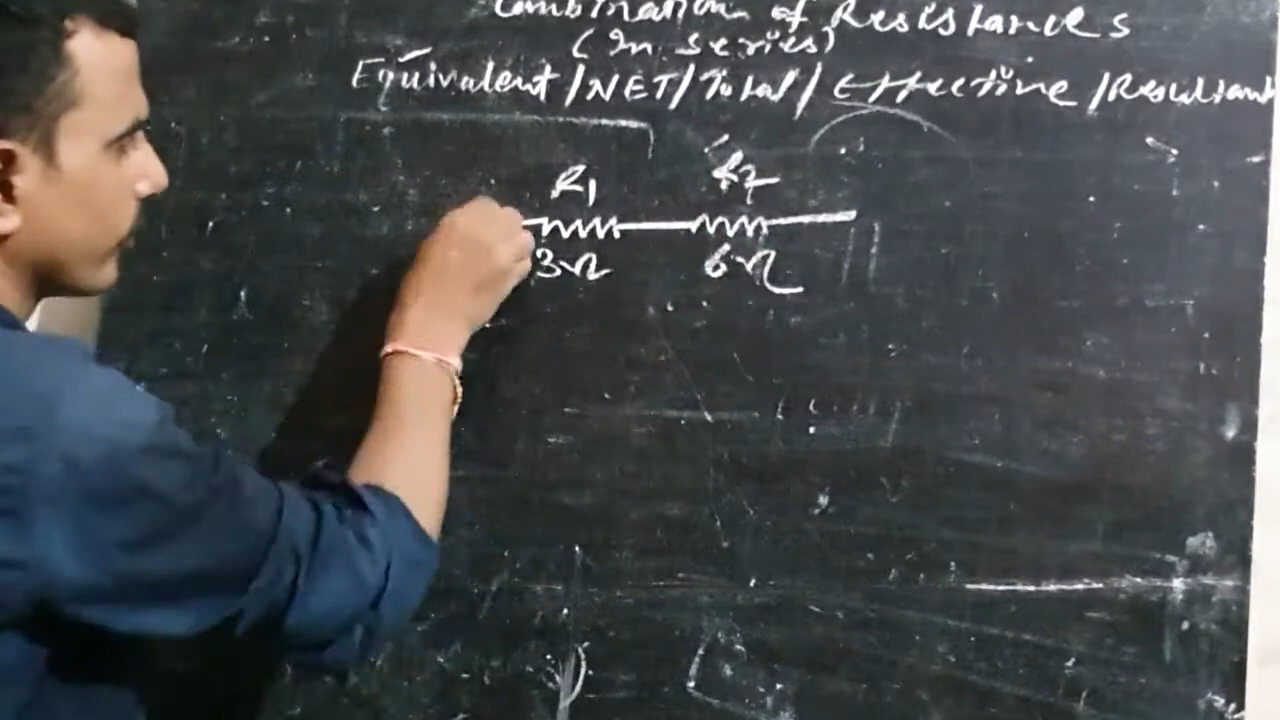 Combination of Resistances
(In series)
Equivalent / NET / Total / Effective / Resultant
R1 R2
3Ω 6Ω